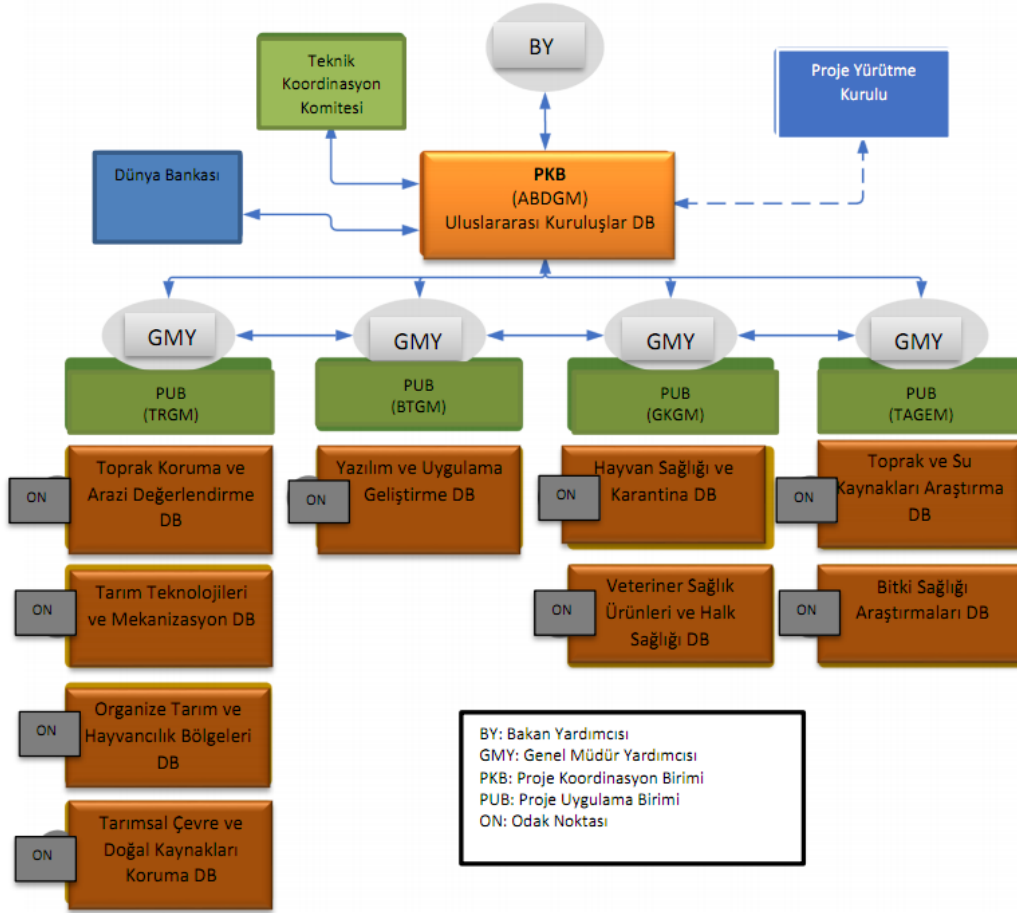 BY
Teknik
Koordinasyon
Komitesi
Proje Yürütme
Kurulu
Dünya Bankası
PKB
(ABDGM)
Uluslararası Kuruluşlar DB
GMY
GMY
GMY
GMY
PUB
(TRGM)
PUB
(BTGM)
PUB
(GKGM)
PUB
(TAGEM)
ON
Toprak Koruma ve
Arazi Değerlendirme
DB
ON
Yazılım ve Uygulama
Geliştirme DB
ON
Hayvan Sağlığı ve
Karantina DB
ON
Toprak ve Su
Kaynakları Araştırma
DB
ON
Tarım Teknolojileri
ve Mekanizasyon DB
ON
Veteriner Sağlık
Ürünleri ve Halk
Sağlığı DB
ON
Bitki Sağlığı
Araştırmaları DB
ON
Organize Tarım ve
Hayvancılık Bölgeleri
DB
ON
Tarımsal Çevre ve
Doğal Kaynakları
Koruma DB
BY: Bakan Yardımcısı
GMY: Genel Müdür Yardımcısı
PKB: Proje Koordinasyon Birimi
PUB: Proje Uygulama Birimi
ON: Odak Noktası